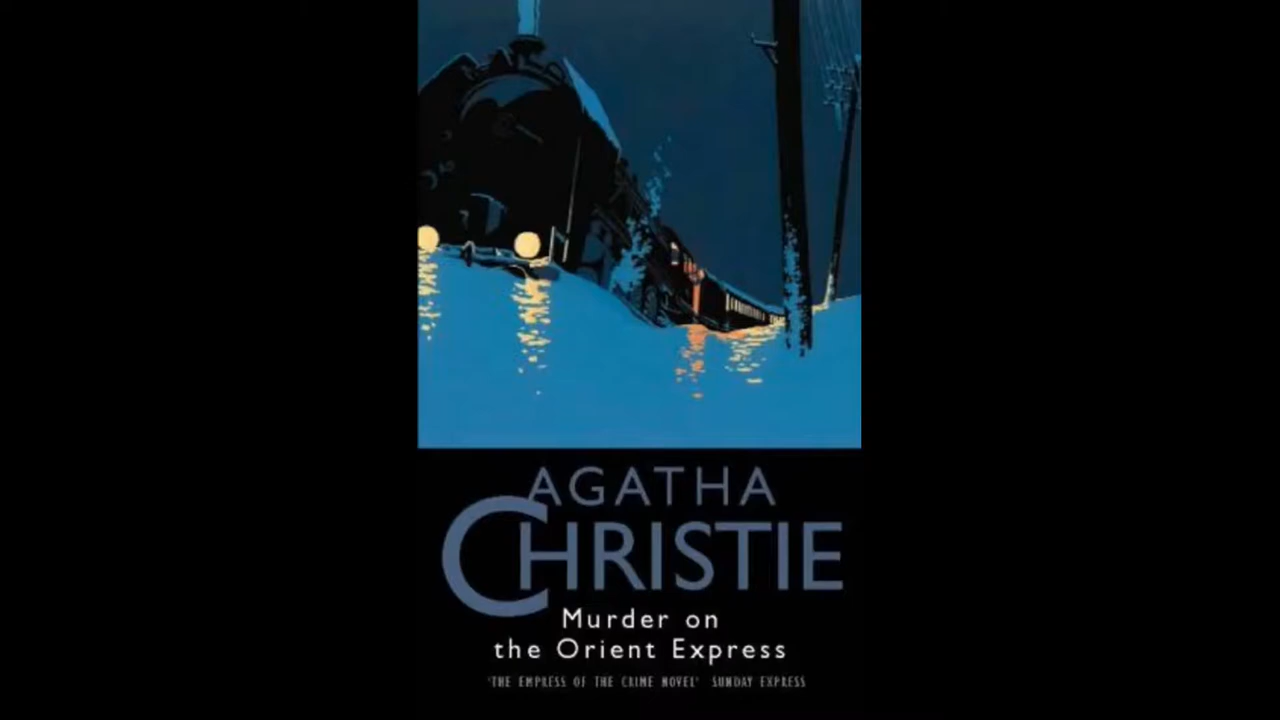 AGATHA
CHRISTIE
Murder on
the Orient Express
'THE EMPRESS OF THE CRIME NOVEL' SUNDAY EXPRESS